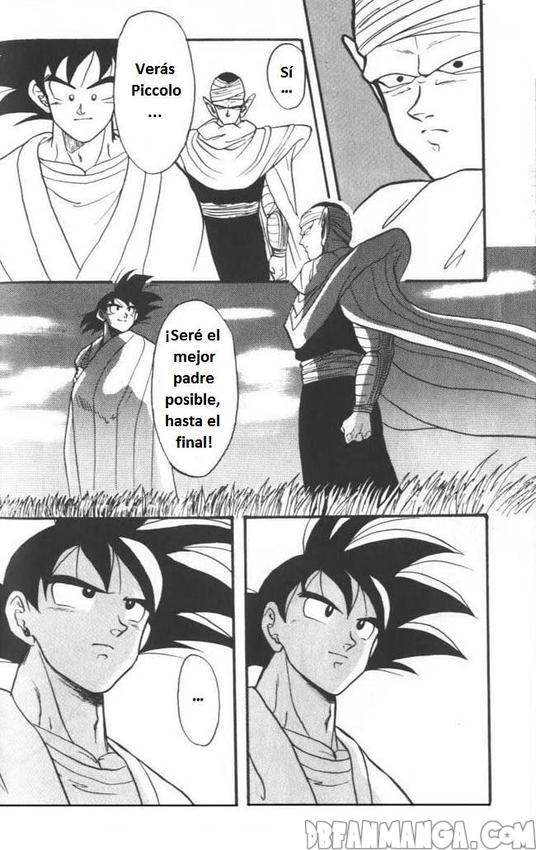 Verás
Piccolo
...
Sí
...
¡Seré el
mejor
padre
posible,
hasta el
final!
...
DBFANMANGA.COM